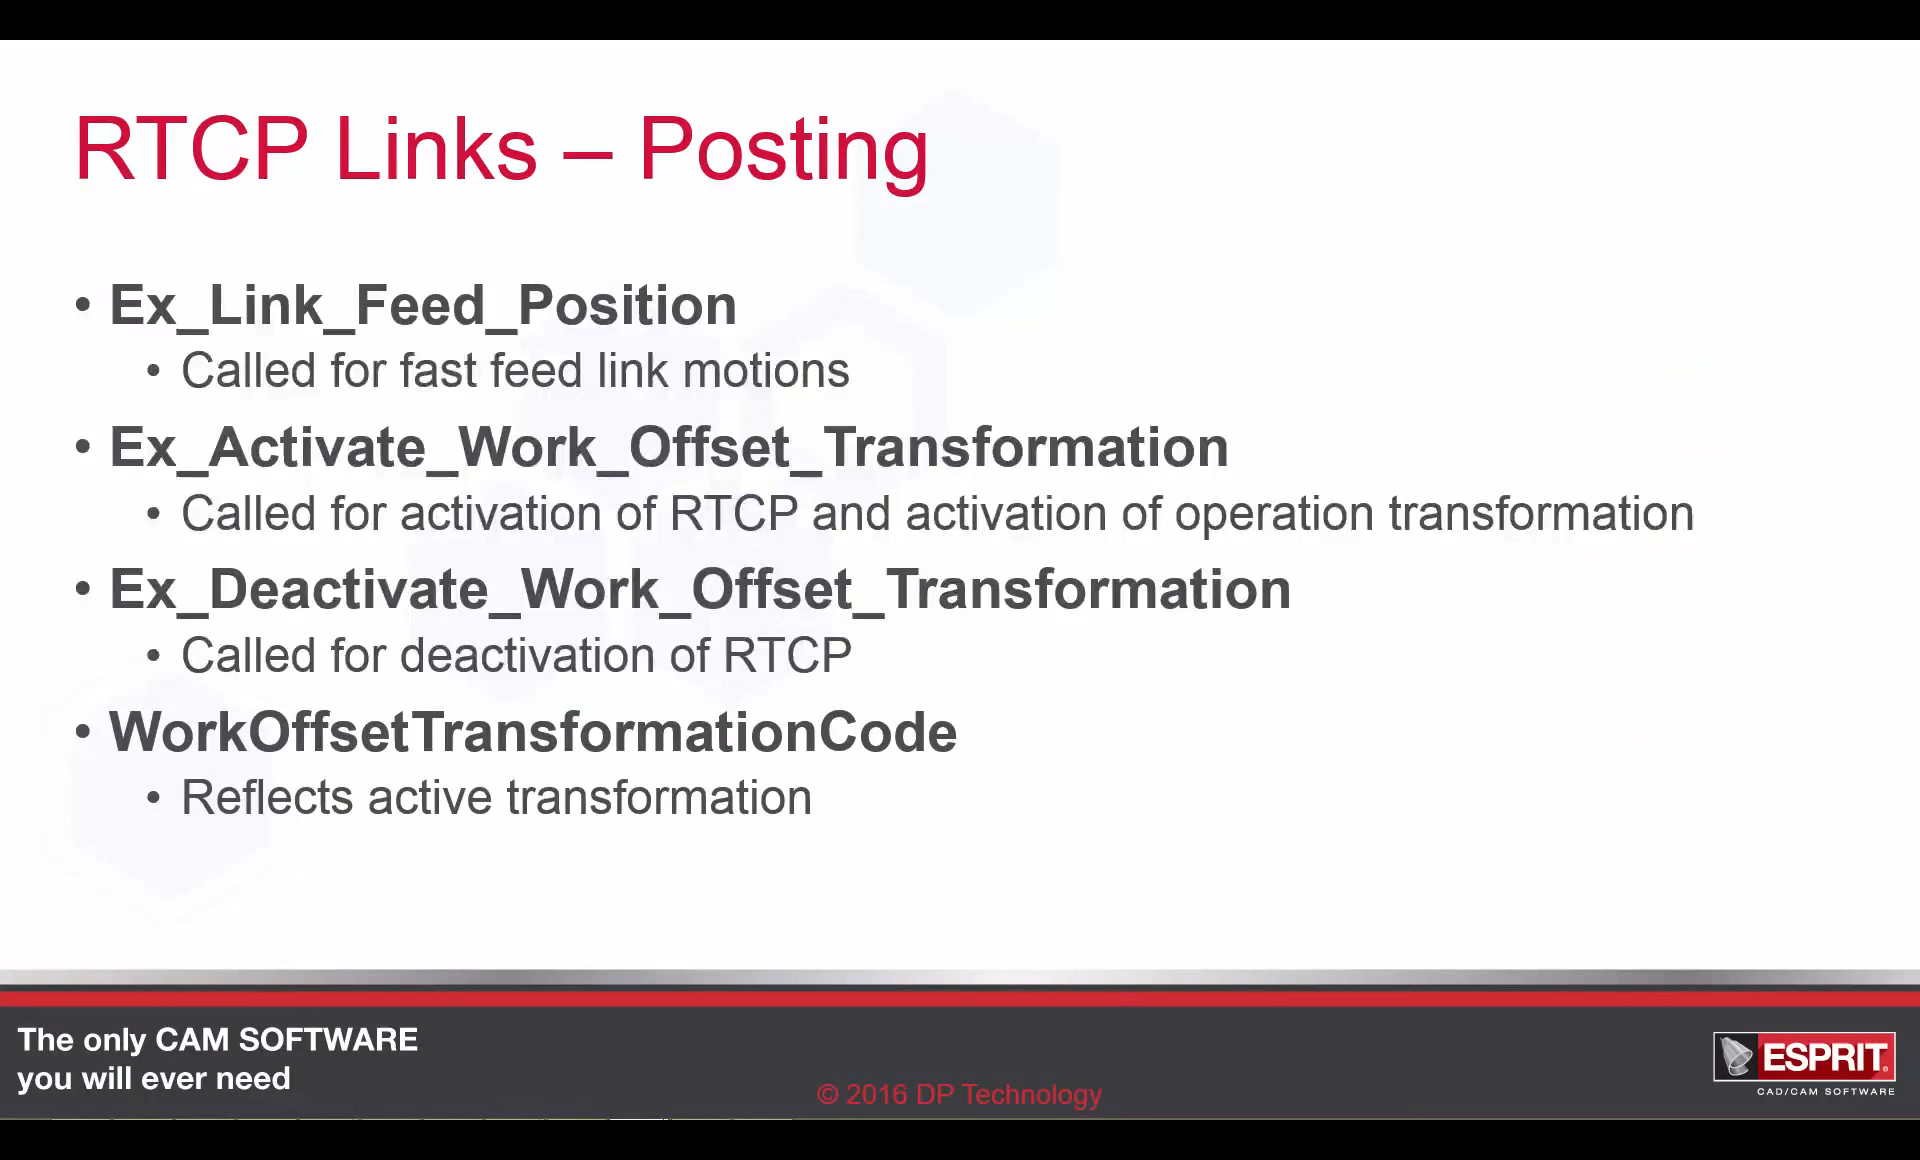 RTCP Links – Posting
• Ex_Link_Feed_Position
• Called for fast feed link motions
• Ex_Activate_Work_Offset_Transformation
• Called for activation of RTCP and activation of operation transformation
• Ex_Deactivate_Work_Offset_Transformation
• Called for deactivation of RTCP
• WorkOffsetTransformationCode
• Reflects active transformation
The only CAM SOFTWARE
you will ever need
© 2016 DP Technology
ESPRIT®
CAD/CAM SOFTWARE